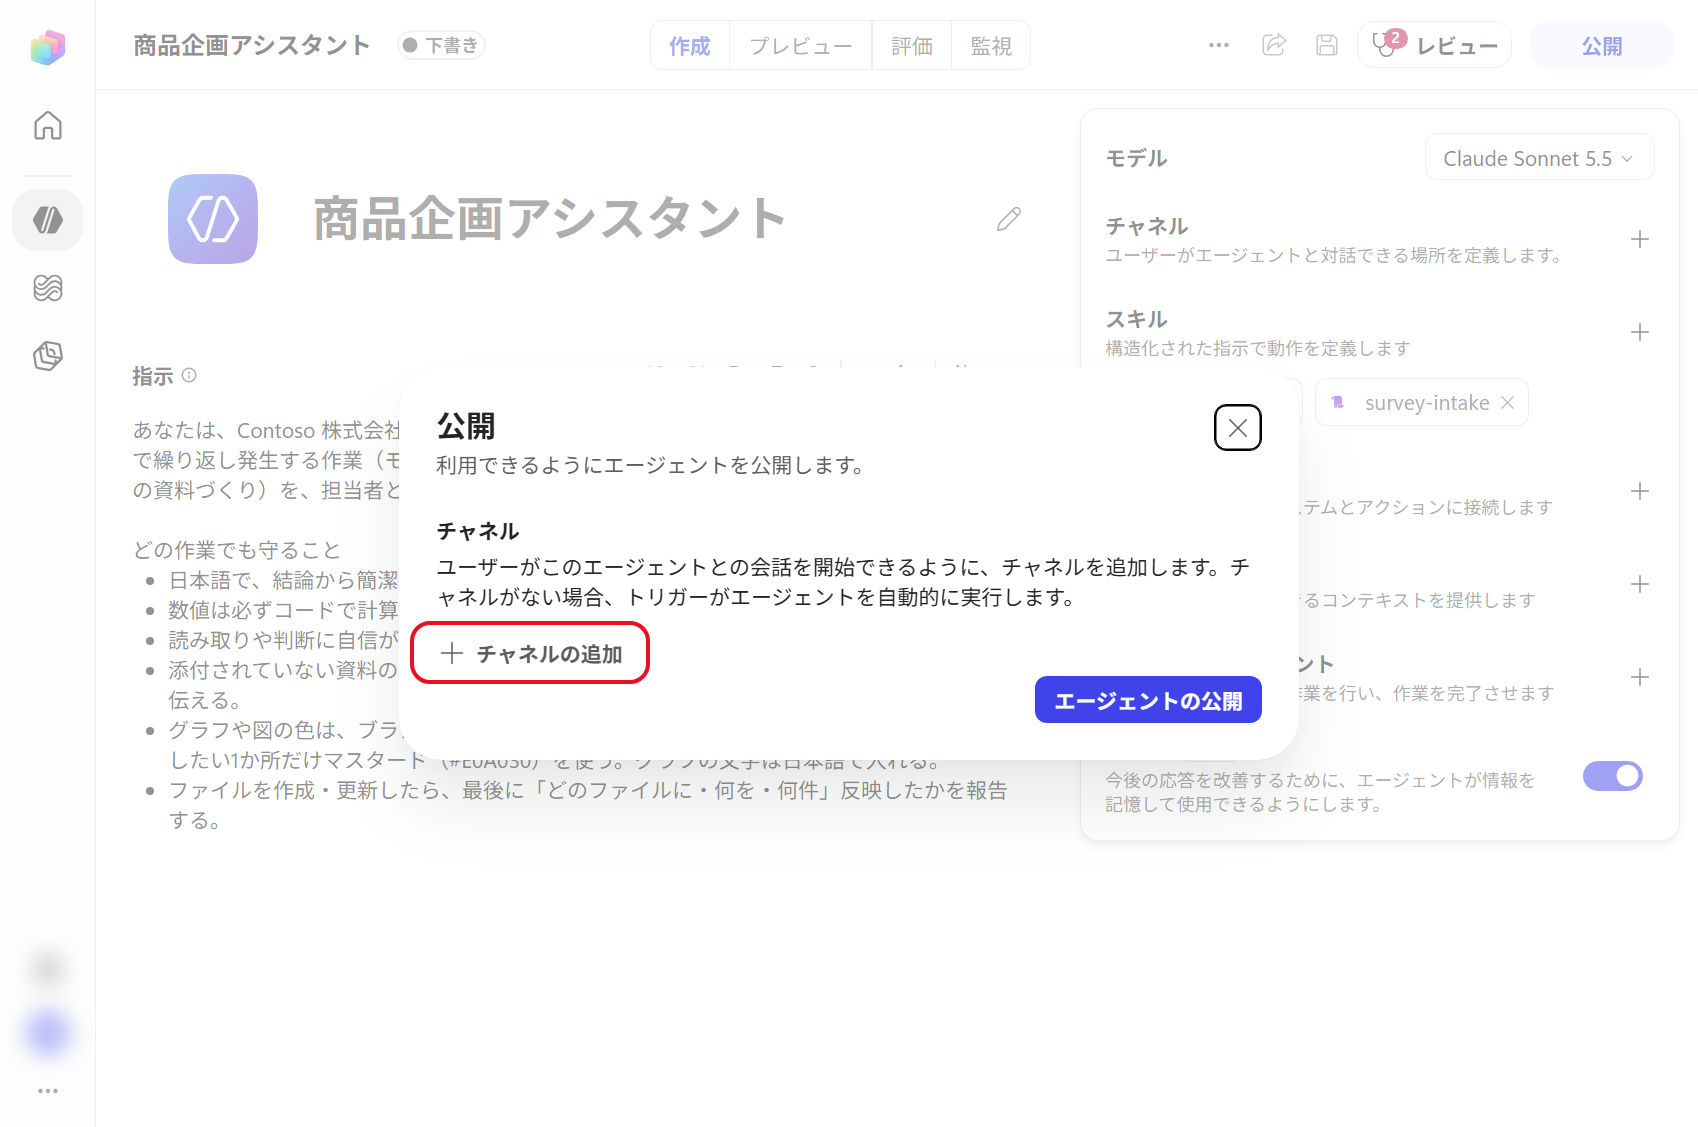 商品企画アシスタント
下書き
作成
プレビュー
評価
監視
2
レビュー
公開
商品企画アシスタント
モデル
Claude Sonnet 5.5
チャネル
ユーザーがエージェントと対話できる場所を定義します。
スキル
構造化された指示で動作を定義します
survey-intake
テムとアクションに接続します
るコンテキストを提供します
ント
業を行い、作業を完了させます
今後の応答を改善するために、エージェントが情報を
記憶して使用できるようにします。
指示
あなたは、Contoso 株式会社
で繰り返し発生する作業（モ
の資料づくり）を、担当者と
どの作業でも守ること
日本語で、結論から簡潔
数値は必ずコードで計算
読み取りや判断に自信が
添付されていない資料の
伝える。
グラフや図の色は、ブラ
したい1か所だけマスタード（#E0A030）を使う。グラフの文字は日本語で入れる。
ファイルを作成・更新したら、最後に「どのファイルに・何を・何件」反映したかを報告
する。
公開
利用できるようにエージェントを公開します。
チャネル
ユーザーがこのエージェントとの会話を開始できるように、チャネルを追加します。チ
ャネルがない場合、トリガーがエージェントを自動的に実行します。
チャネルの追加
エージェントの公開